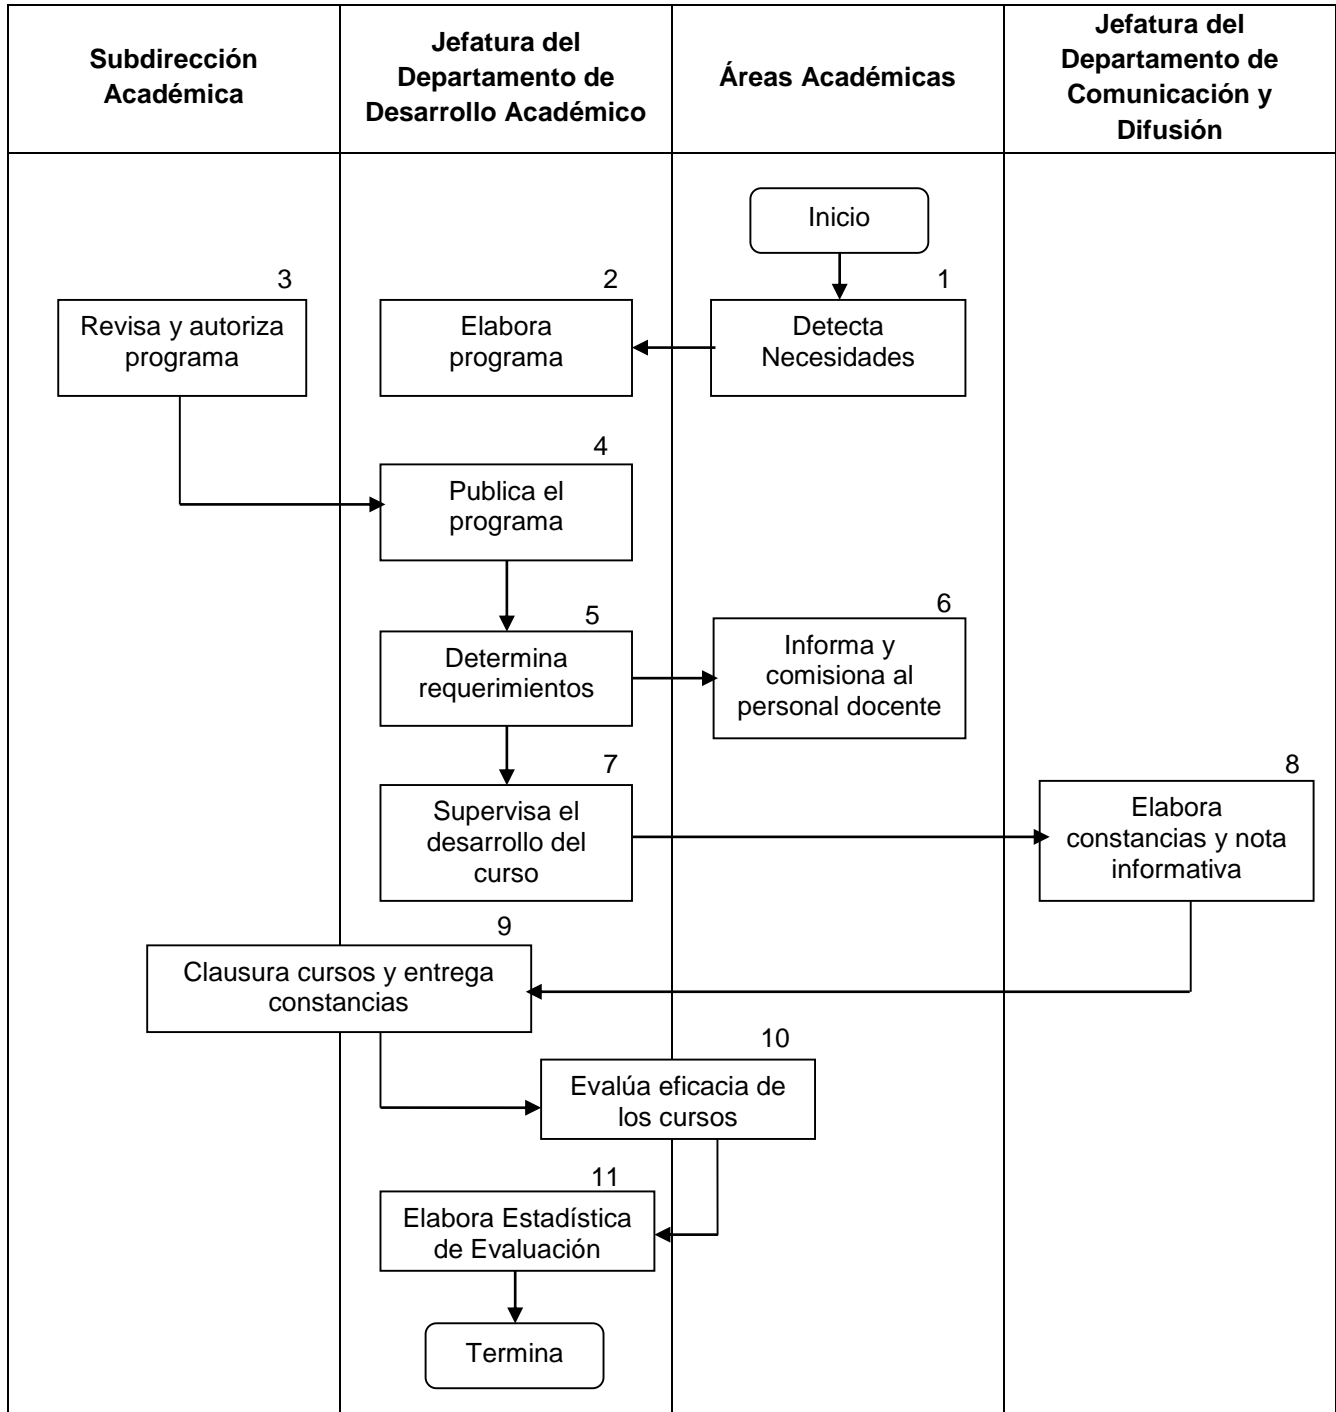 Subdirección
Académica
Jefatura del
Departamento de
Desarrollo Académico
Áreas Académicas
Jefatura del
Departamento de
Comunicación y
Difusión
Inicio
3
Revisa y autoriza
programa
2
Elabora
programa
1
Detecta
Necesidades
4
Publica el
programa
5
Determina
requerimientos
6
Informa y
comisiona al
personal docente
7
Supervisa el
desarrollo del
curso
8
Elabora
constancias y nota
informativa
9
Clausura cursos y entrega
constancias
10
Evalúa eficacia de
los cursos
11
Elabora Estadística
de Evaluación
Termina